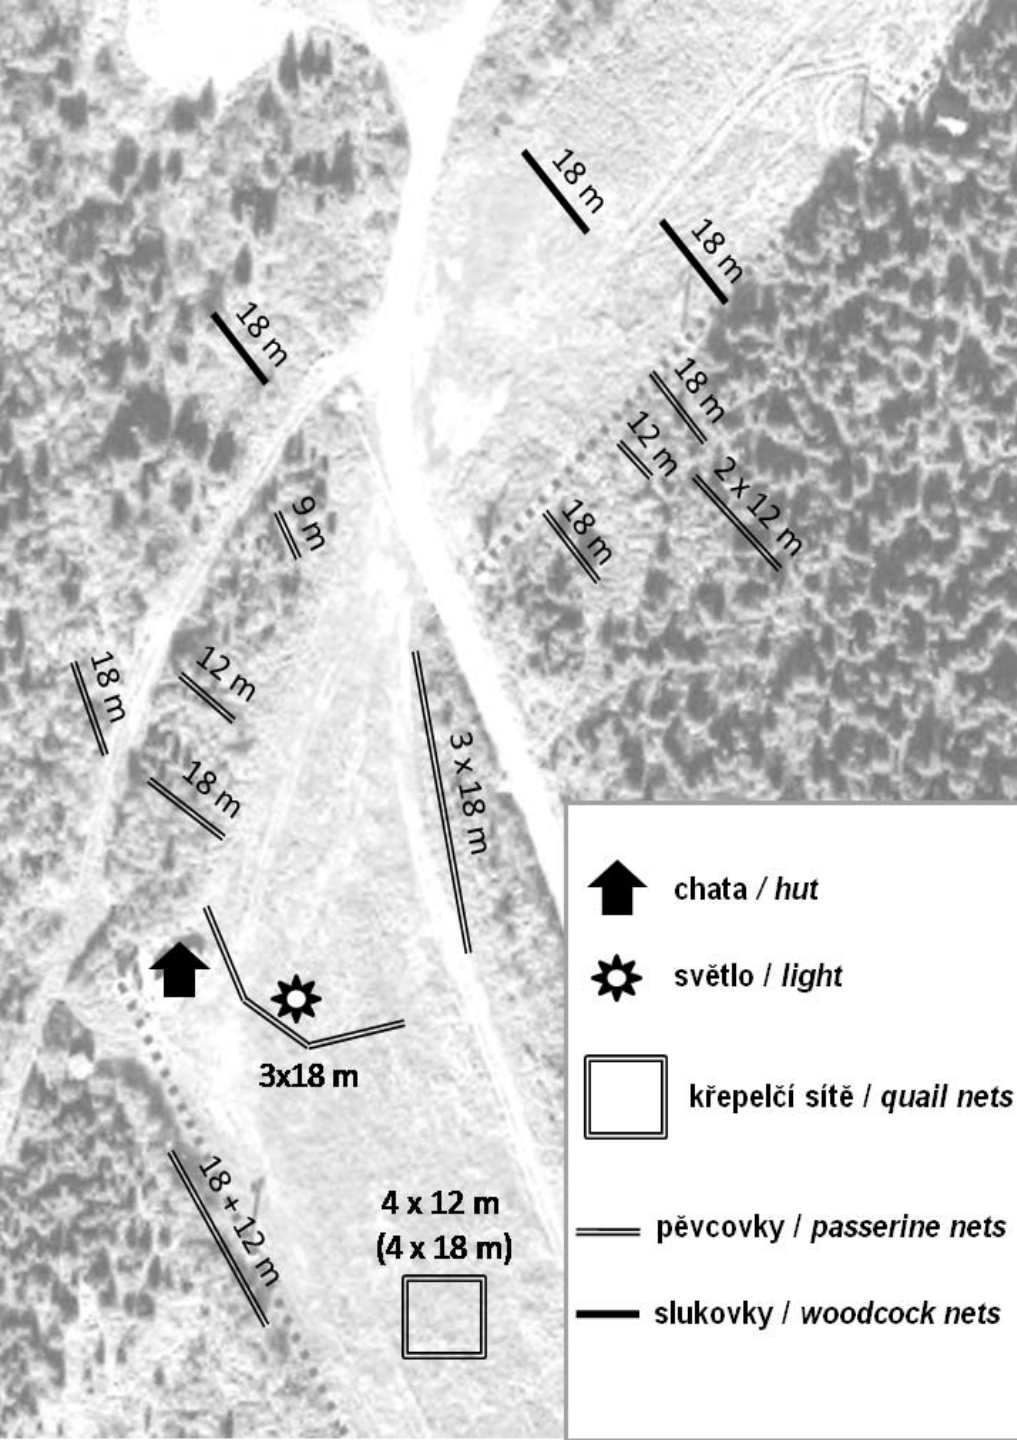 18 m
18 m
18 m
18 m
12 m
2 x 12 m
18 m
9 m
12 m
18 m
18 m
3 x 18 m
chata / hut
světlo / light
3x18 m
křepelčí sítě / quail nets
18 + 12 m
4 x 12 m
(4 x 18 m)
pěvcovky / passerine nets
slukovky / woodcock nets